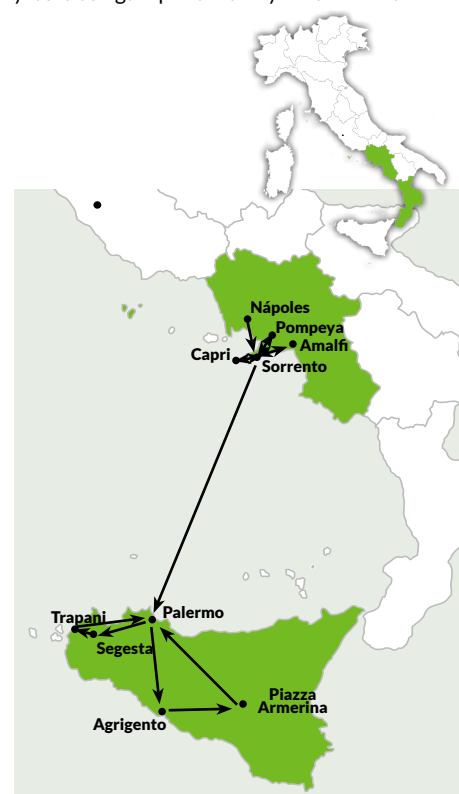 Nápoles
Pompeya
Amalfi
Capri
Sorrento
Trapani
Palermo
Segesta
Piazza
Armerina
Agrigento